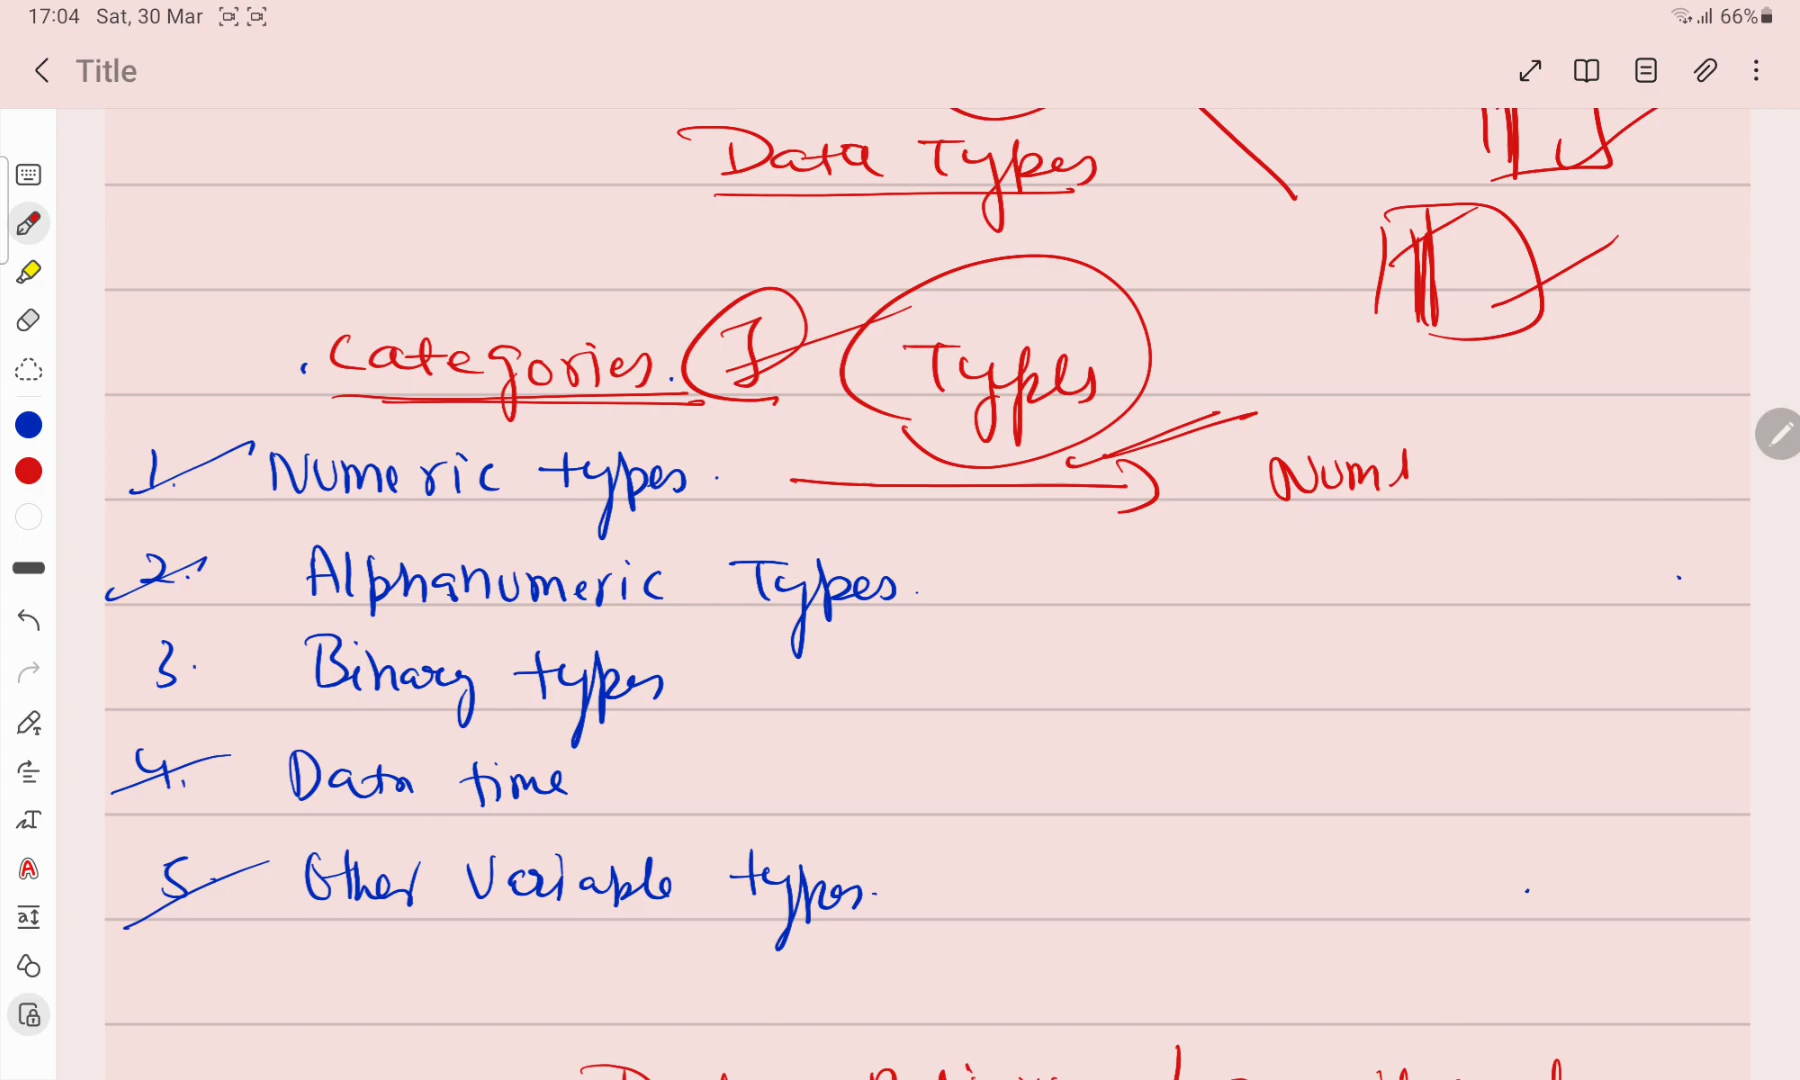 17:04 Sat, 30 Mar 66%
Title
Data Types
Categories. Types
1. Numeric types. Num
2. Alphanumeric Types.
3. Binary types
4. Data time
5. Other Variable types.